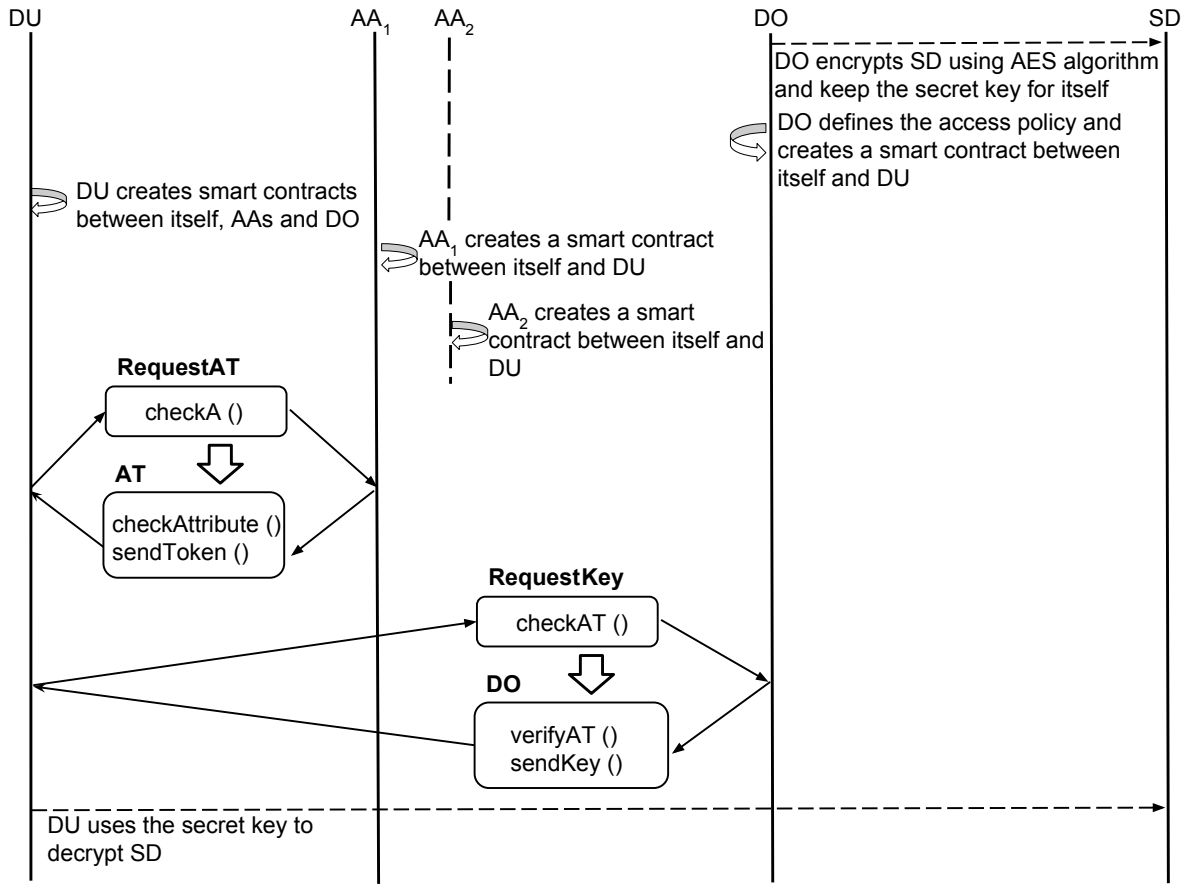 DU
AA1
AA2
DO
SD
DO encrypts SD using AES algorithm
and keep the secret key for itself
DO defines the access policy and
creates a smart contract between
itself and DU
DU creates smart contracts
between itself, AAs and DO
AA1 creates a smart contract
between itself and DU
AA2 creates a smart
contract between itself and
DU
RequestAT
checkA ()
AT
checkAttribute ()
sendToken ()
RequestKey
checkAT ()
DO
verifyAT ()
sendKey ()
DU uses the secret key to
decrypt SD